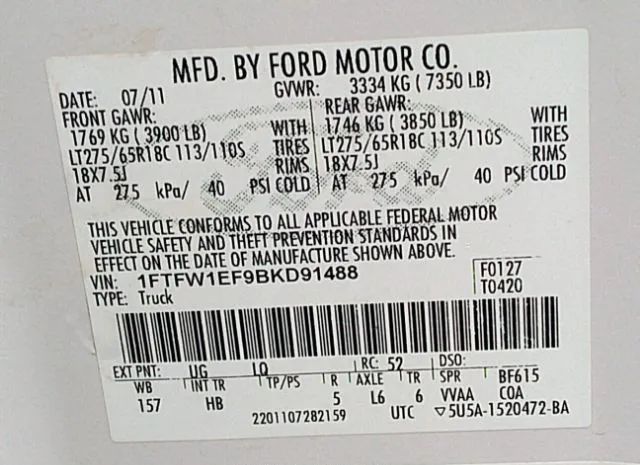 MFD. BY FORD MOTOR CO.
DATE: 07/11 GVWR: 3334 KG ( 7350 LB)
FRONT GAWR: REAR GAWR:
1769 KG ( 3900 LB) WITH 1746 KG ( 3850 LB) WITH
LT275/65R18C 113/110S TIRES LT275/65R18C 113/110S TIRES
18X7.5J RIMS 18X7.5J RIMS
AT 275 kPa/ 40 PSI COLD AT 275 kPa/ 40 PSI COLD
THIS VEHICLE CONFORMS TO ALL APPLICABLE FEDERAL MOTOR
VEHICLE SAFETY AND THEFT PREVENTION STANDARDS IN
EFFECT ON THE DATE OF MANUFACTURE SHOWN ABOVE.
VIN: 1FTFW1EF9BKD91488 F0127
TYPE: Truck T0420
EXT PNT: UG LQ RC: 52 DSO:
WB INT TR TP/PS R AXLE TR SPR BF615
157 HB 5 L6 6 VVAA COA
2201107282159 UTC ▽5U5A-1520472-BA